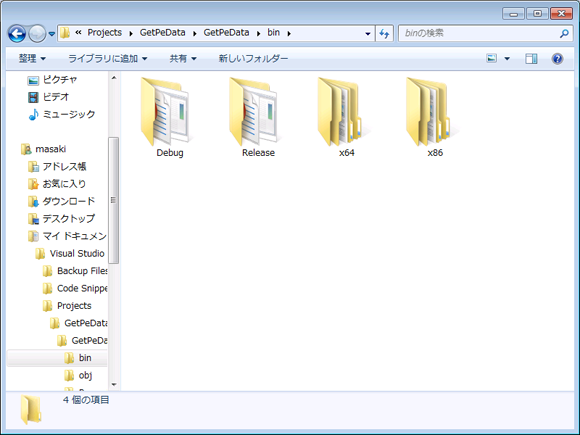 « Projects ▸ GetPeData ▸ GetPeData ▸ bin ▸
binの検索
整理 ライブラリに追加 共有 新しいフォルダー
ピクチャ
ビデオ
ミュージック
masaki
アドレス帳
お気に入り
ダウンロード
デスクトップ
マイ ドキュメン
Visual Studio
Backup Files
Code Snippe
Projects
GetPeData
GetPeDa
bin
obj
Debug Release x64 x86
4 個の項目